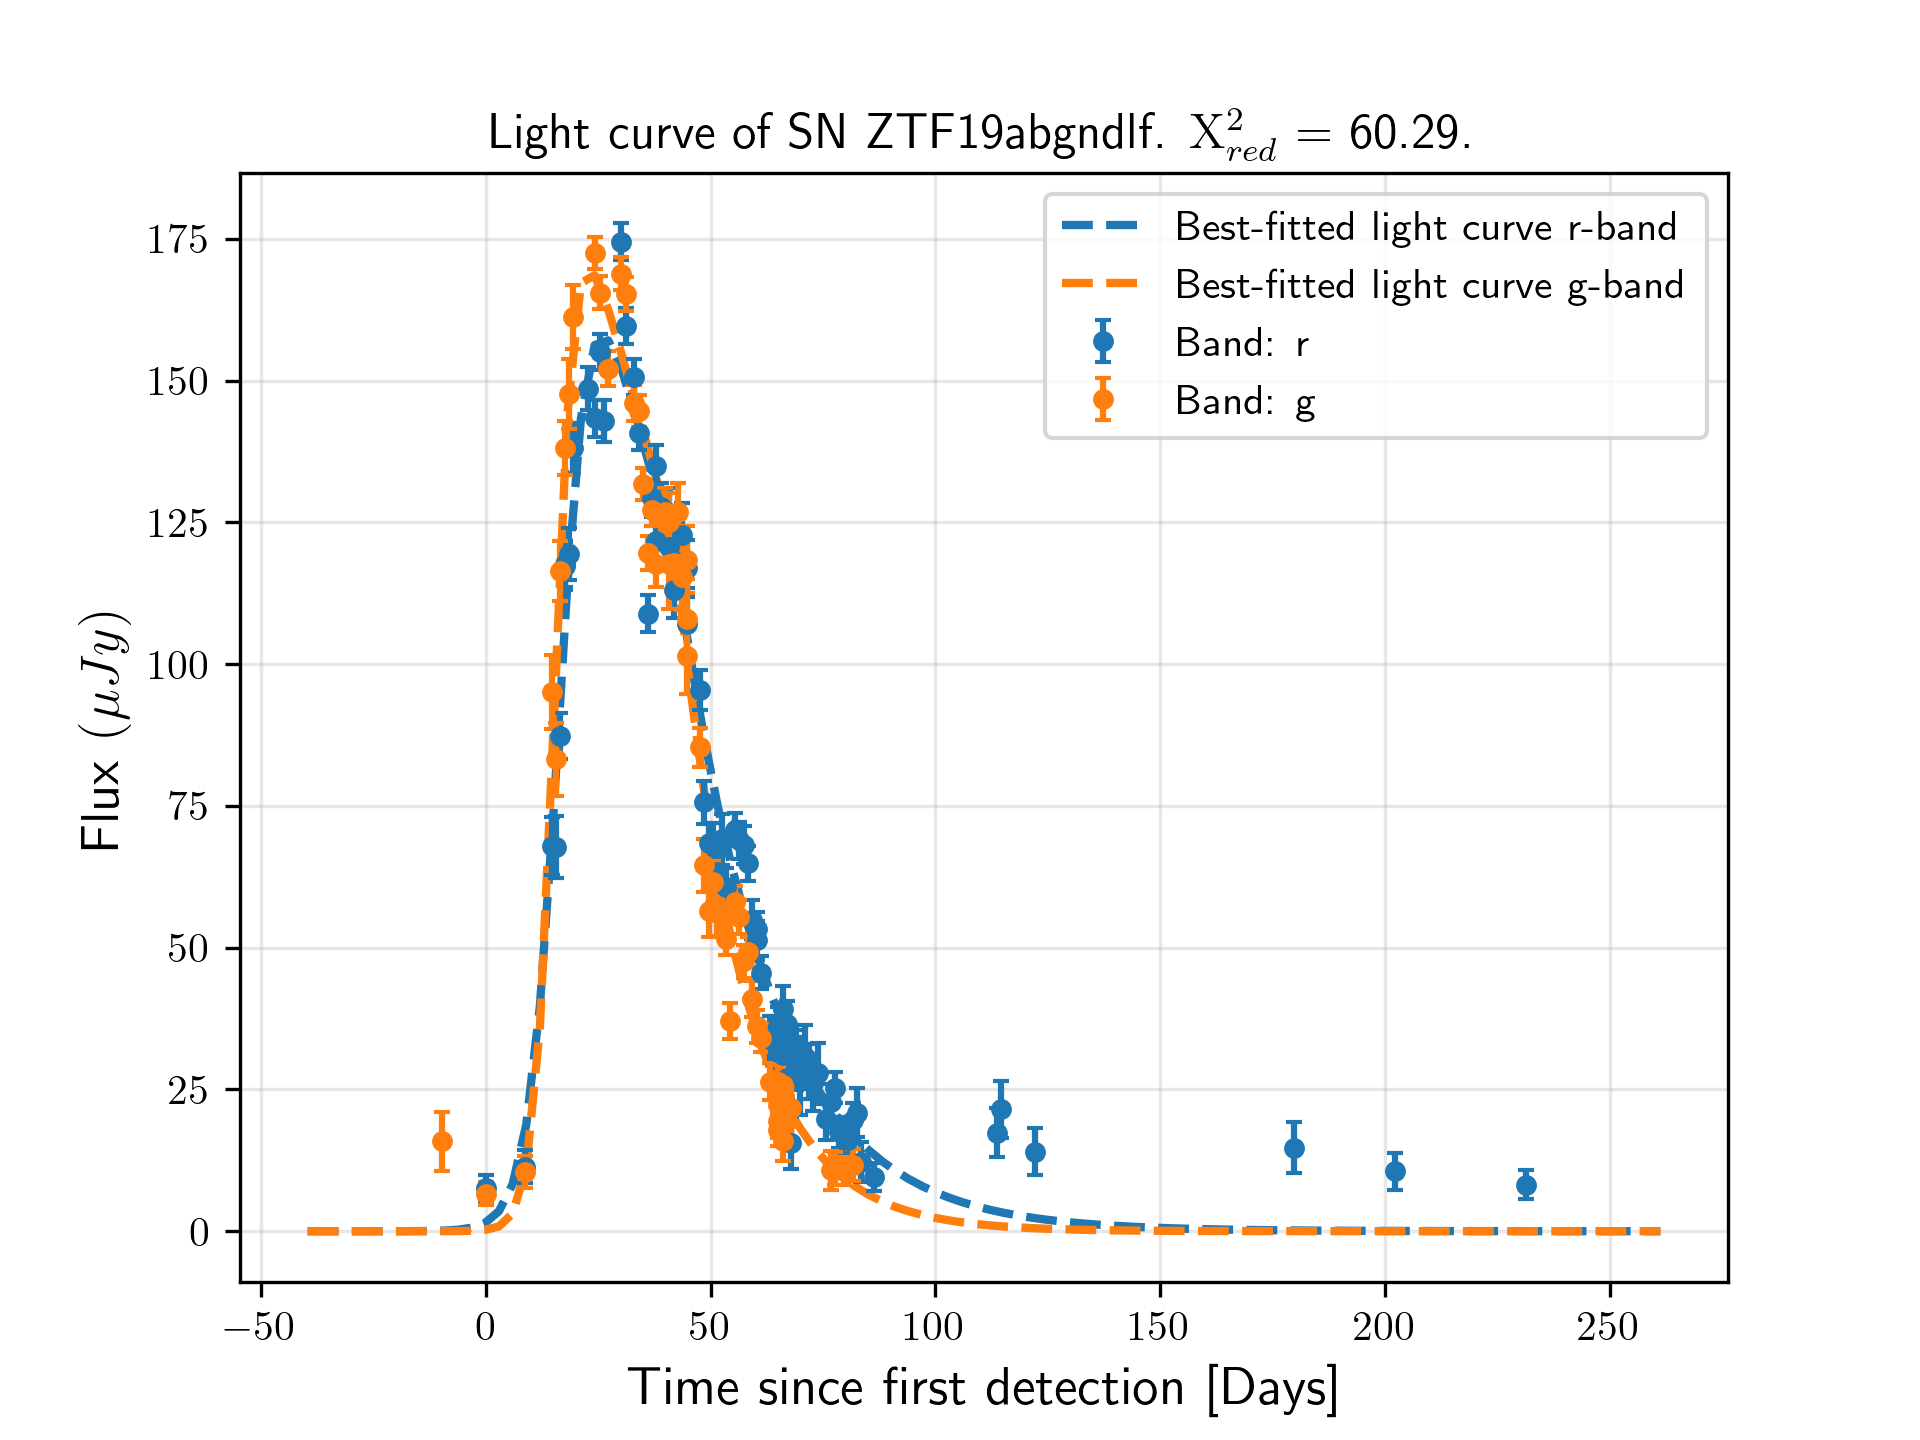 Light curve of SN ZTF19abgndlf. X²_red = 60.29.
Best-fitted light curve r-band
Best-fitted light curve g-band
Band: r
Band: g
Flux (μJy)
175
150
125
100
75
50
25
0
−50 0 50 100 150 200 250
Time since first detection [Days]